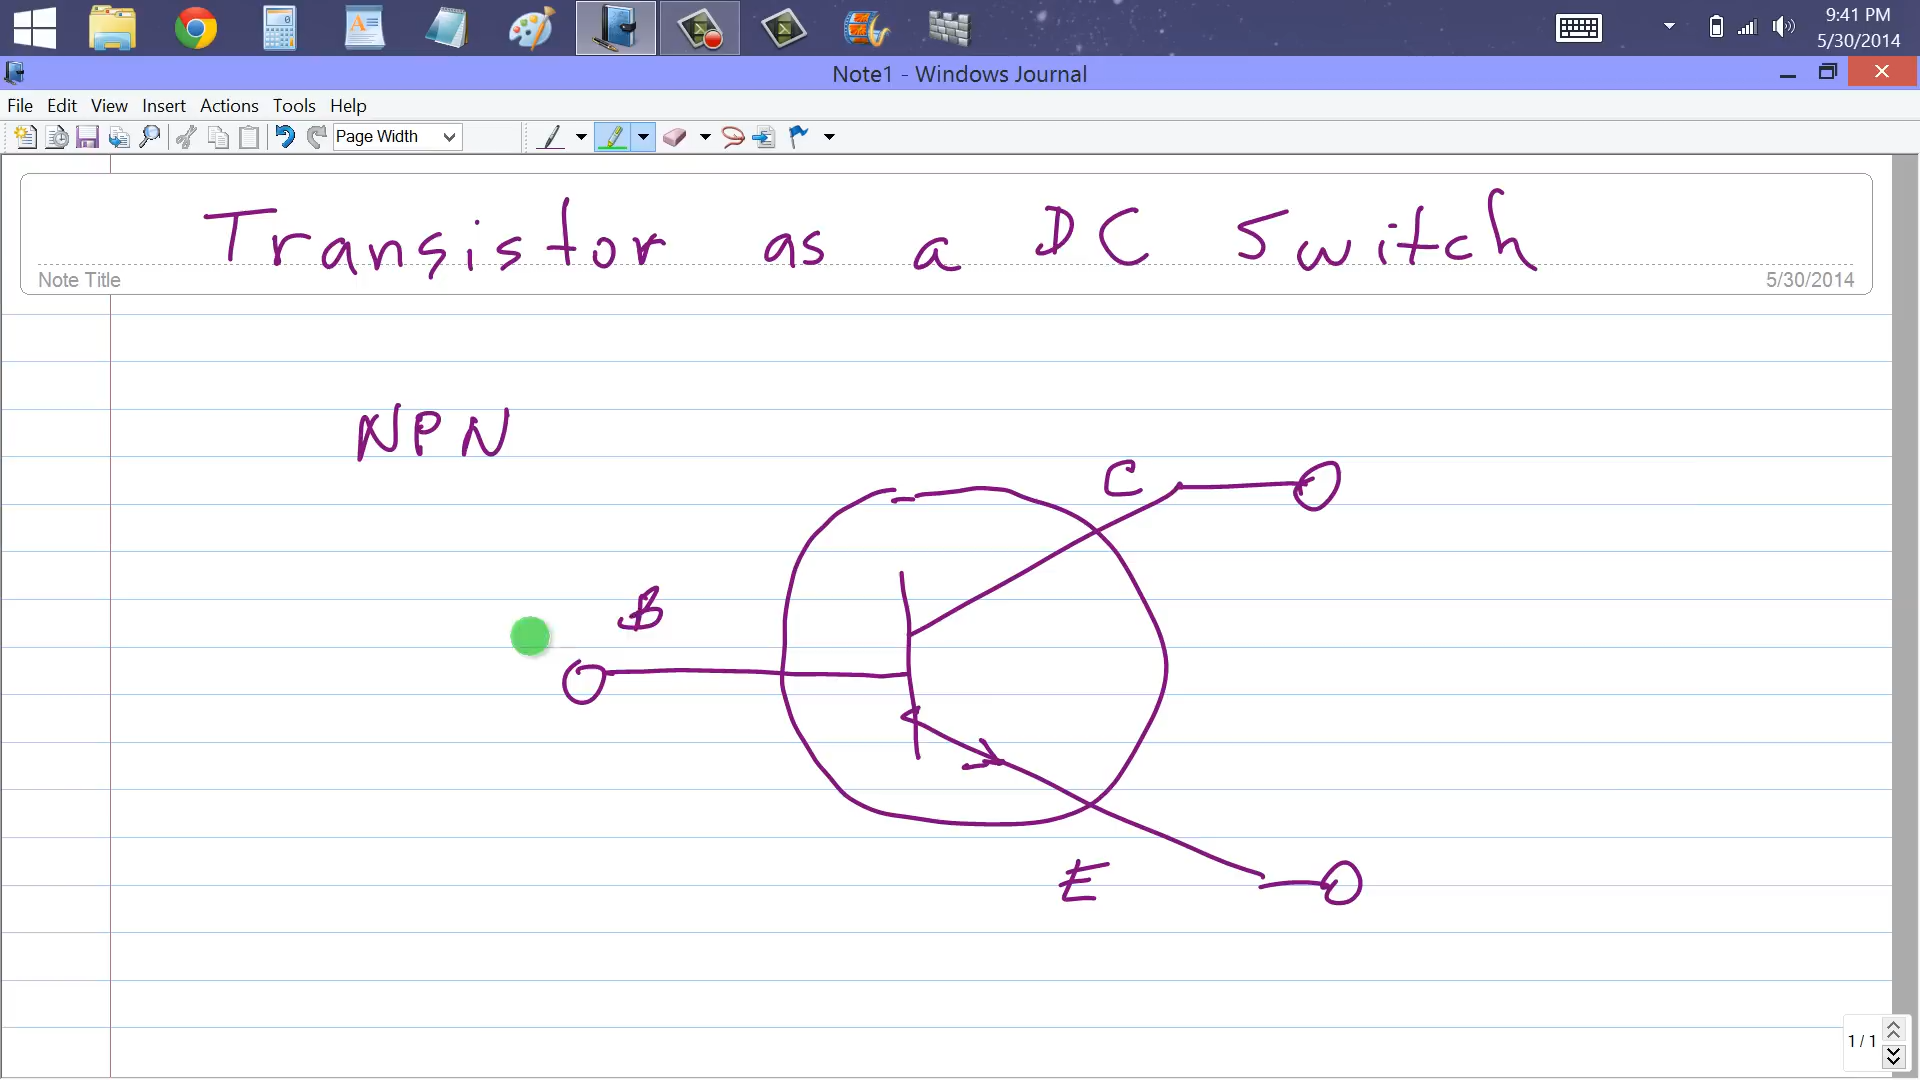 9:41 PM
5/30/2014
Note1 - Windows Journal
File Edit View Insert Actions Tools Help
Page Width
Transistor as a DC Switch
Note Title 5/30/2014
NPN
C
B
E
1 / 1